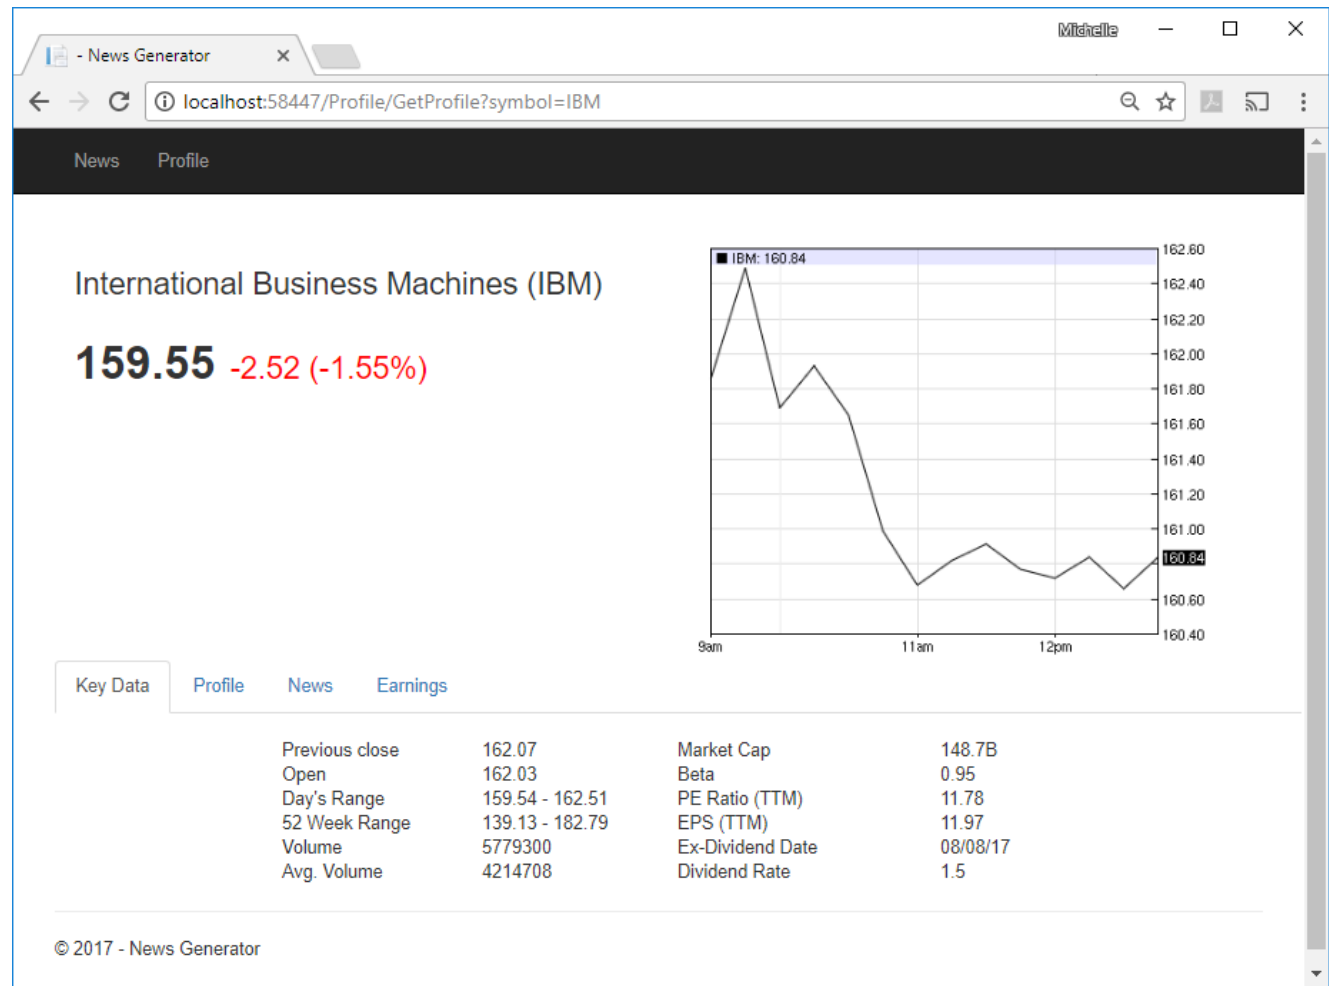 Michelle
- News Generator
localhost:58447/Profile/GetProfile?symbol=IBM
News Profile
International Business Machines (IBM)
159.55 -2.52 (-1.55%)
IBM: 160.84
162.60
162.40
162.20
162.00
161.80
161.60
161.40
161.20
161.00
160.84
160.60
160.40
9am 11am 12pm
Key Data Profile News Earnings
Previous close 162.07 Market Cap 148.7B
Open 162.03 Beta 0.95
Day's Range 159.54 - 162.51 PE Ratio (TTM) 11.78
52 Week Range 139.13 - 182.79 EPS (TTM) 11.97
Volume 5779300 Ex-Dividend Date 08/08/17
Avg. Volume 4214708 Dividend Rate 1.5
© 2017 - News Generator